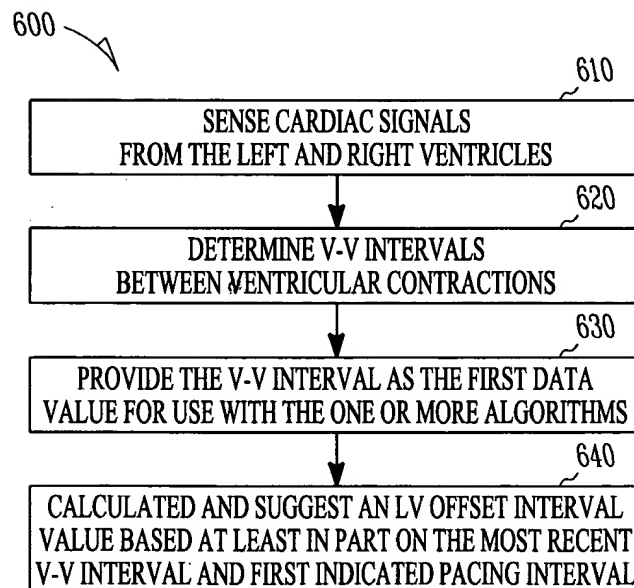 600
610
SENSE CARDIAC SIGNALS
FROM THE LEFT AND RIGHT VENTRICLES
620
DETERMINE V-V INTERVALS
BETWEEN VENTRICULAR CONTRACTIONS
630
PROVIDE THE V-V INTERVAL AS THE FIRST DATA
VALUE FOR USE WITH THE ONE OR MORE ALGORITHMS
640
CALCULATED AND SUGGEST AN LV OFFSET INTERVAL
VALUE BASED AT LEAST IN PART ON THE MOST RECENT
V-V INTERVAL AND FIRST INDICATED PACING INTERVAL